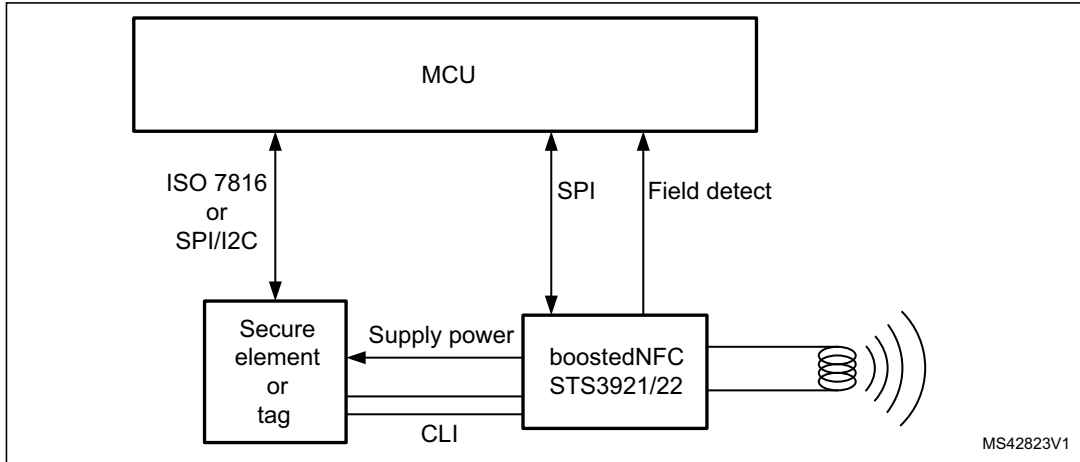 MCU
ISO 7816
or
SPI/I2C
SPI
Field detect
Secure
element
or
tag
Supply power
CLI
boostedNFC
STS3921/22
MS42823V1